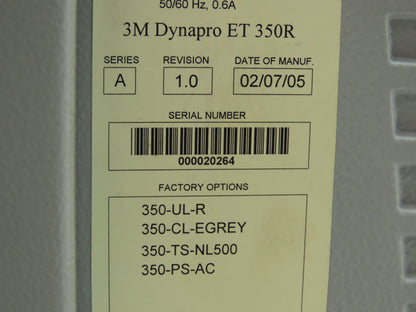 50/60 Hz, 0.6A
3M Dynapro ET 350R
SERIES REVISION DATE OF MANUF.
A 1.0 02/07/05
SERIAL NUMBER
000020264
FACTORY OPTIONS
350-UL-R
350-CL-EGREY
350-TS-NL500
350-PS-AC